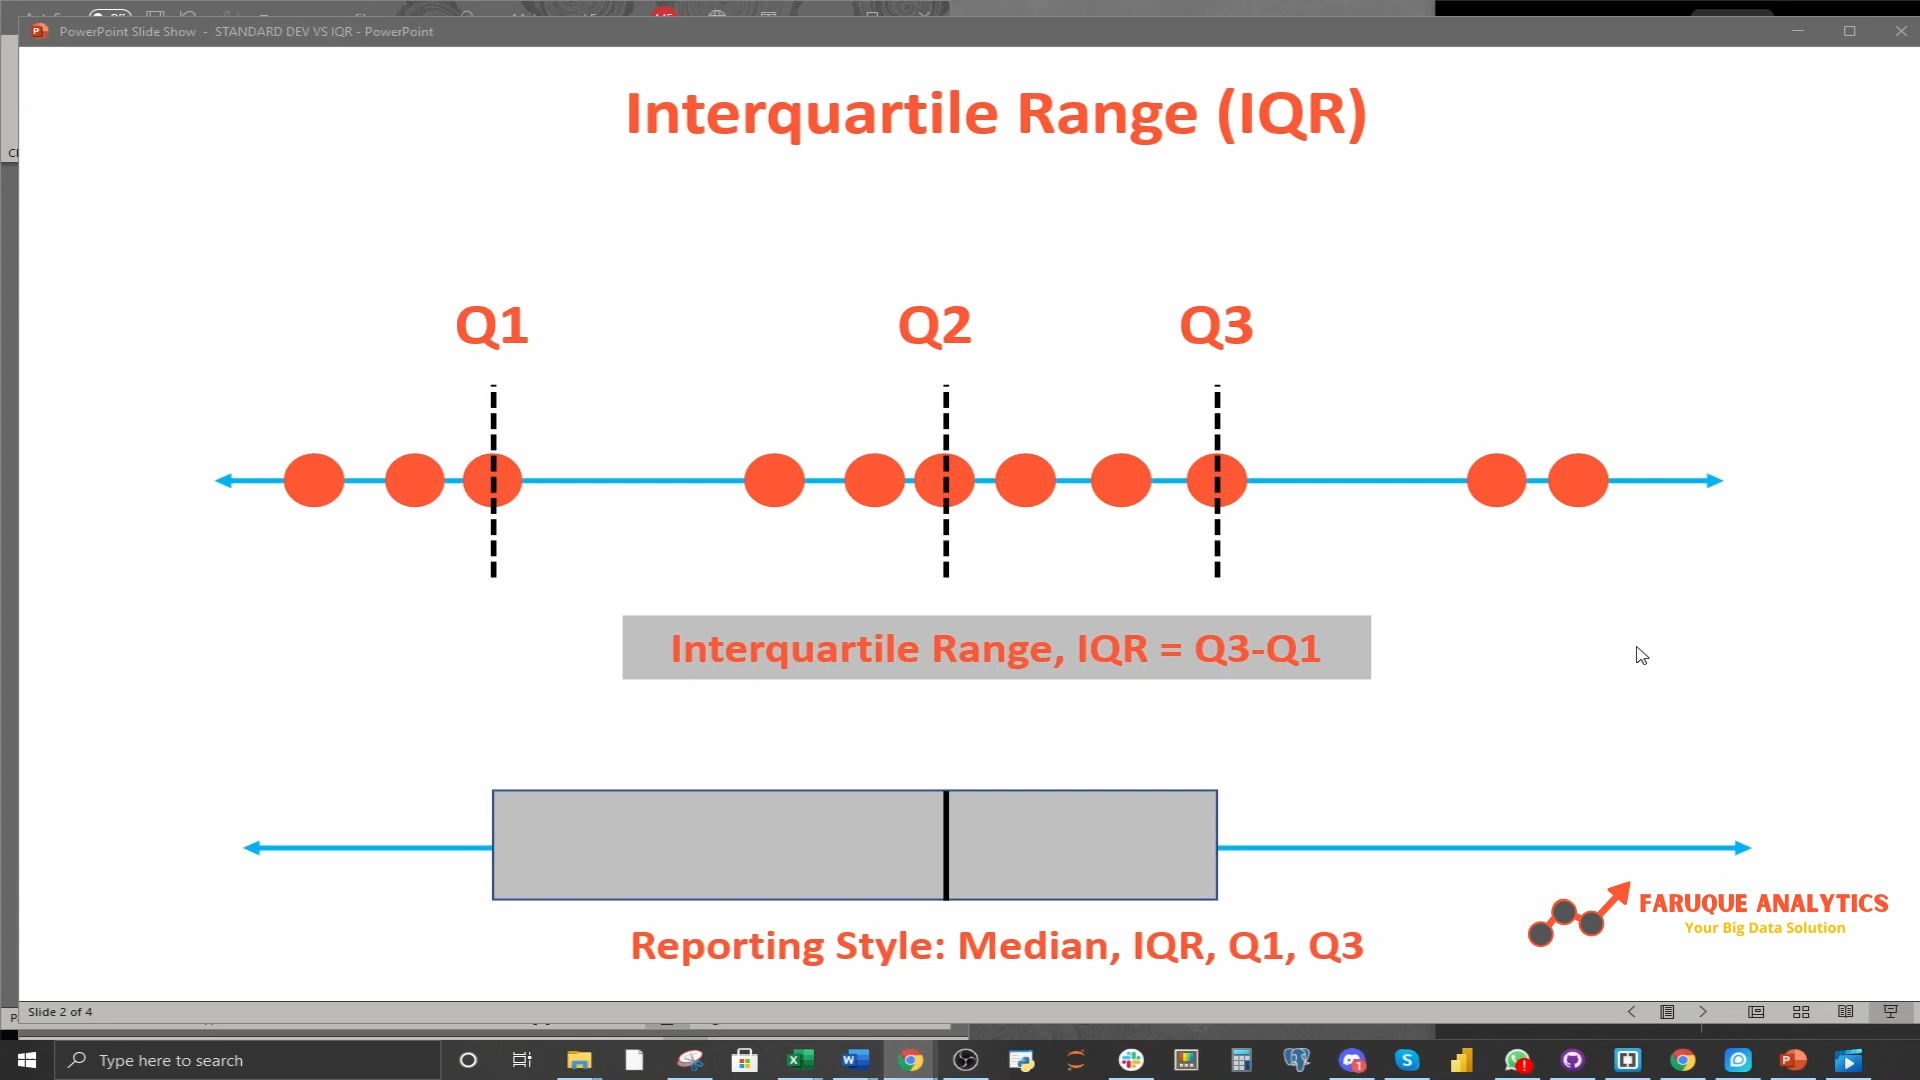 PowerPoint Slide Show - STANDARD DEV VS IQR - PowerPoint
Interquartile Range (IQR)
Q1 Q2 Q3
Interquartile Range, IQR = Q3-Q1
FARUQUE ANALYTICS
Your Big Data Solution
Reporting Style: Median, IQR, Q1, Q3
Slide 2 of 4
Type here to search